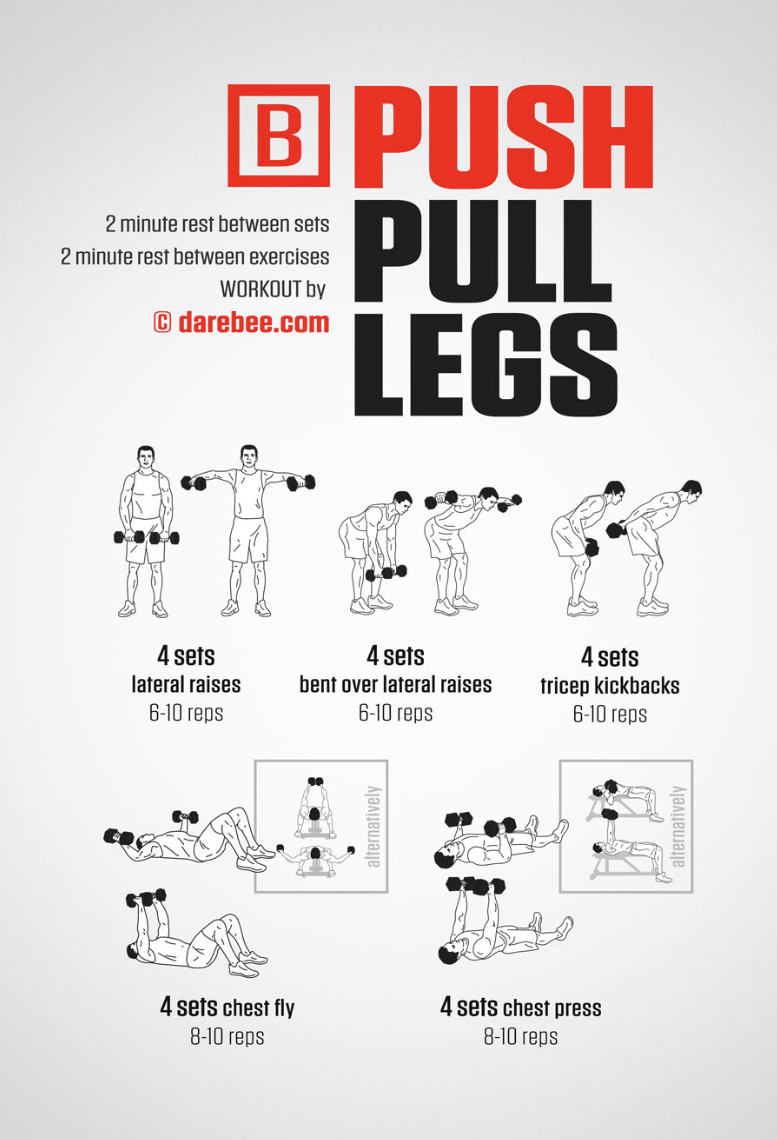 B PUSH
PULL
LEGS
2 minute rest between sets
2 minute rest between exercises
WORKOUT by
© darebee.com
4 sets
lateral raises
6-10 reps
4 sets
bent over lateral raises
6-10 reps
4 sets
tricep kickbacks
6-10 reps
alternatively
4 sets chest fly
8-10 reps
alternatively
4 sets chest press
8-10 reps